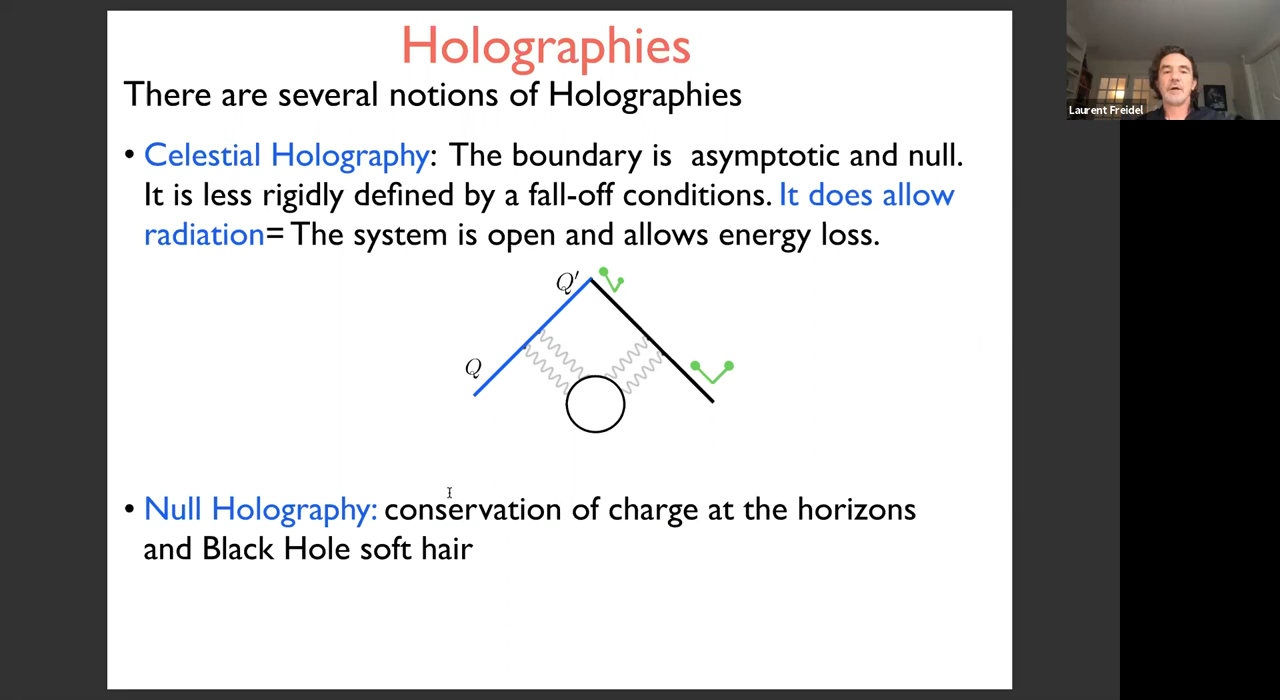 Holographies
There are several notions of Holographies
• Celestial Holography: The boundary is asymptotic and null.
It is less rigidly defined by a fall-off conditions. It does allow
radiation= The system is open and allows energy loss.
Q′
Q
• Null Holography: conservation of charge at the horizons
and Black Hole soft hair
Laurent Freidel